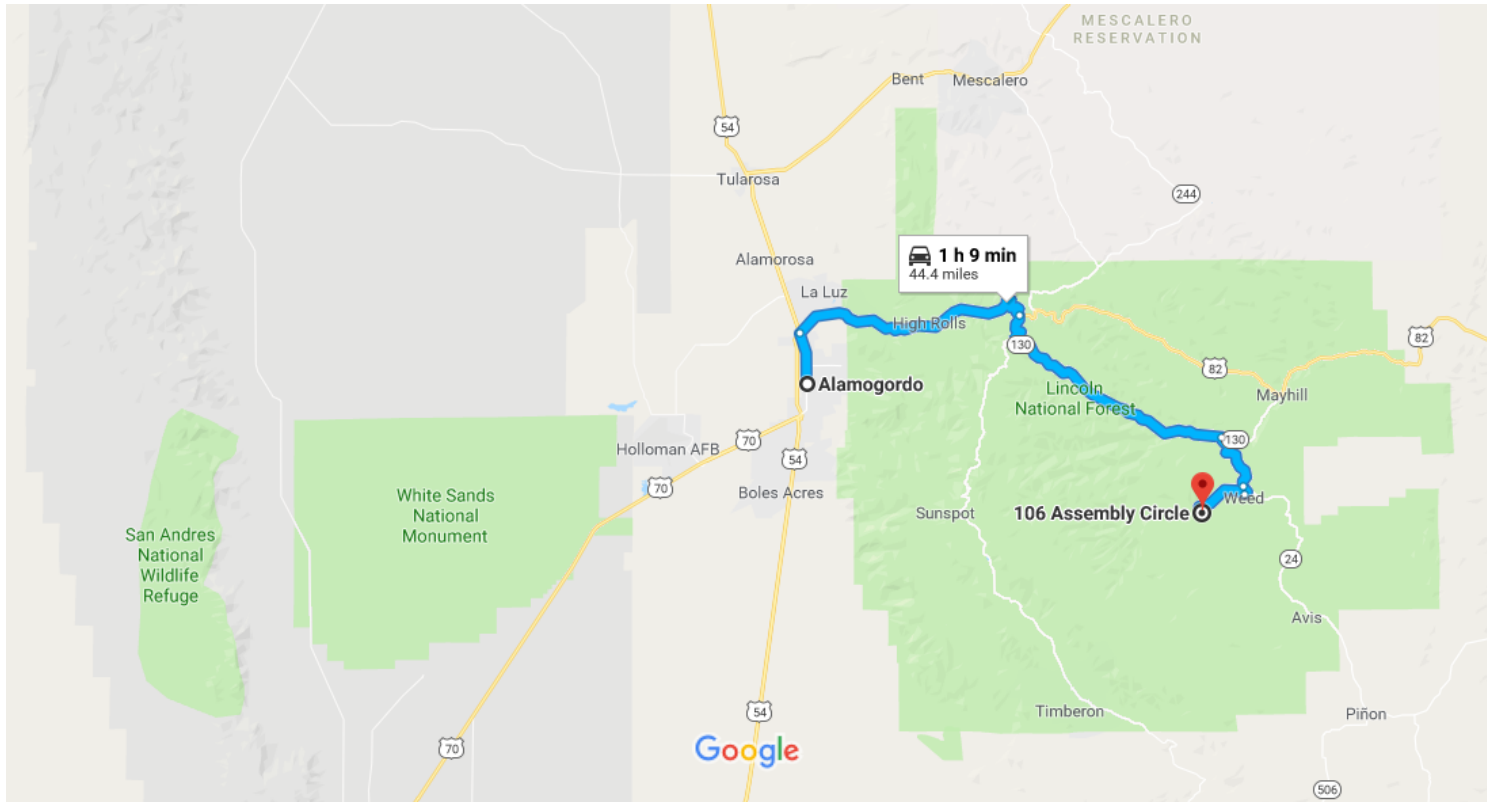 MESCALERO
RESERVATION
Bent
Mescalero
54
Tularosa
244
Alamorosa
1 h 9 min
44.4 miles
La Luz
High Rolls
130
82
82
Lincoln
National Forest
Mayhill
Alamogordo
130
Holloman AFB
70
54
70
Boles Acres
White Sands
National
Monument
Weed
Sunspot
106 Assembly Circle
San Andres
National
Wildlife
Refuge
24
Avis
Timberon
Piñon
54
70
Google
506